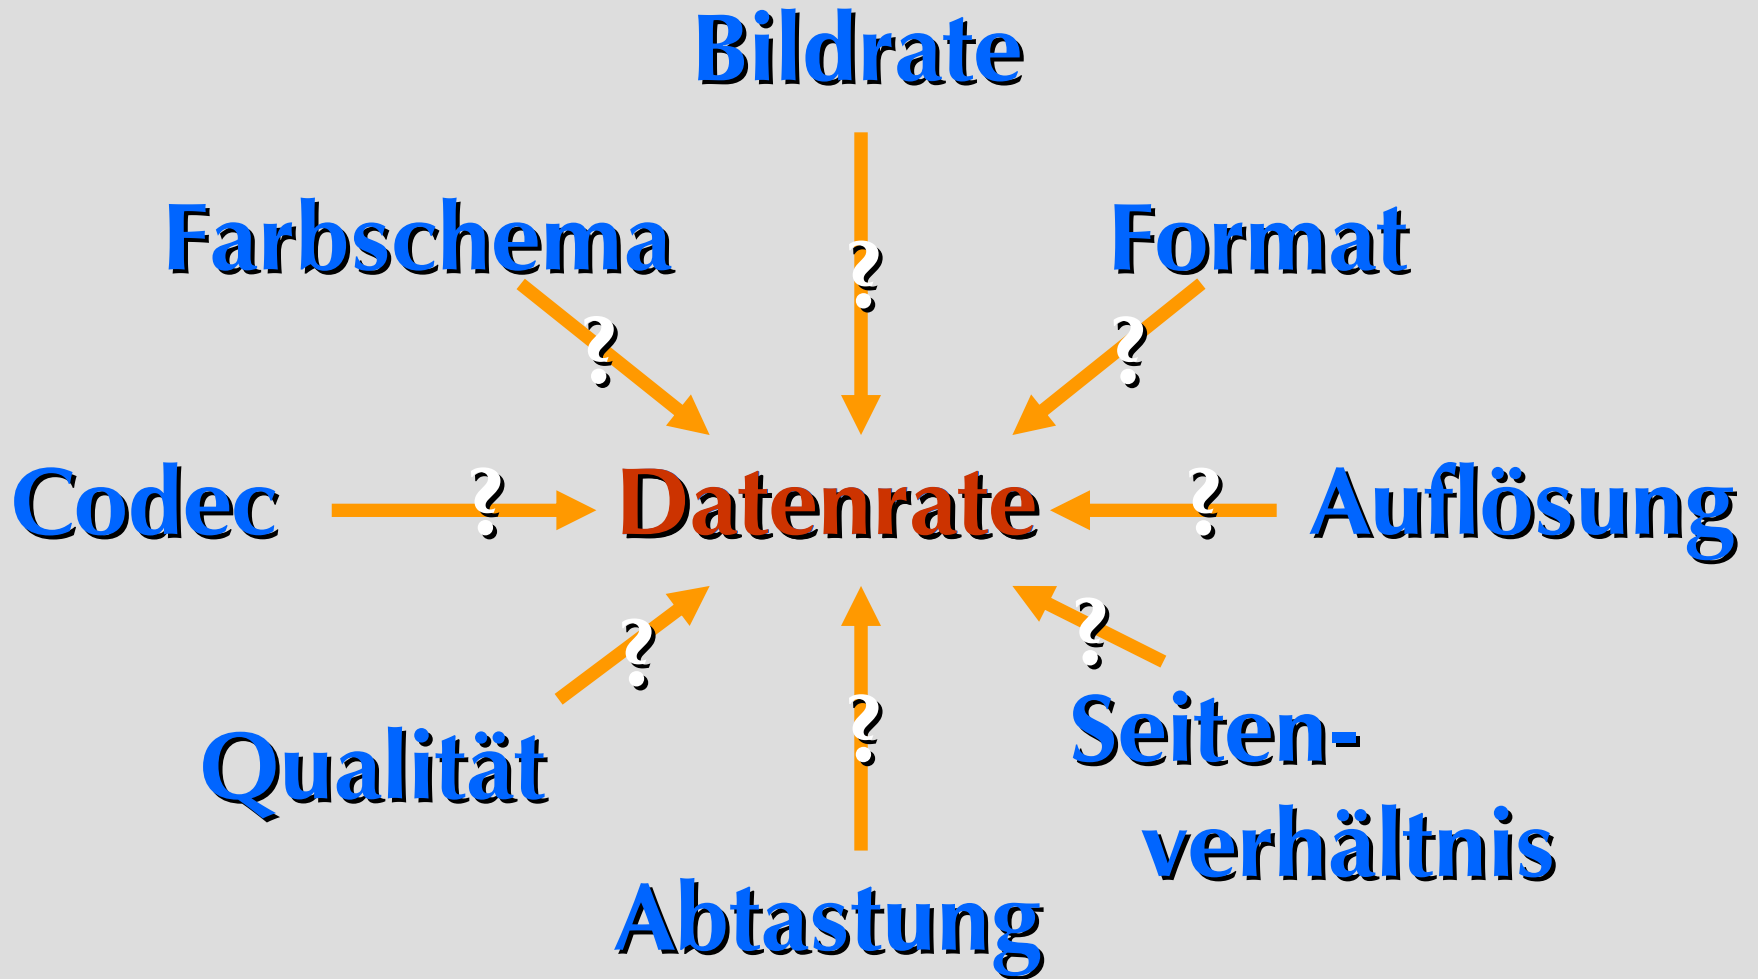 Bildrate
Farbschema
Format
?
?
?
Codec
?
Datenrate
?
Auflösung
?
?
?
Seiten-
Qualität
verhältnis
Abtastung